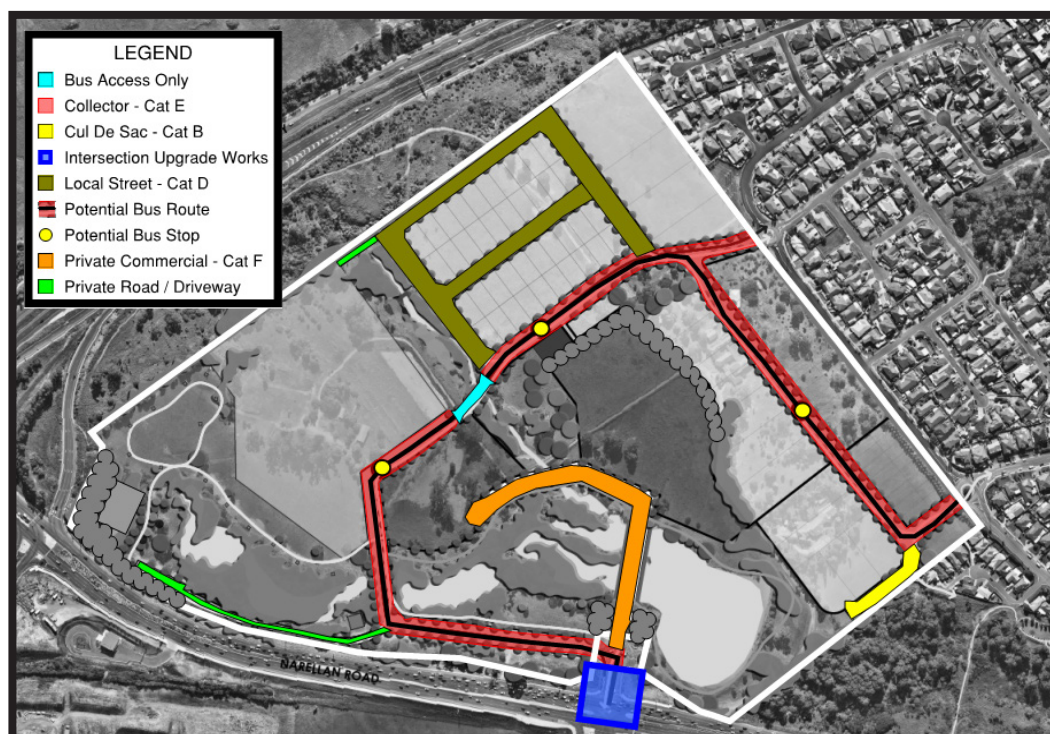 LEGEND
Bus Access Only
Collector - Cat E
Cul De Sac - Cat B
Intersection Upgrade Works
Local Street - Cat D
Potential Bus Route
Potential Bus Stop
Private Commercial - Cat F
Private Road / Driveway
NARELLAN ROAD